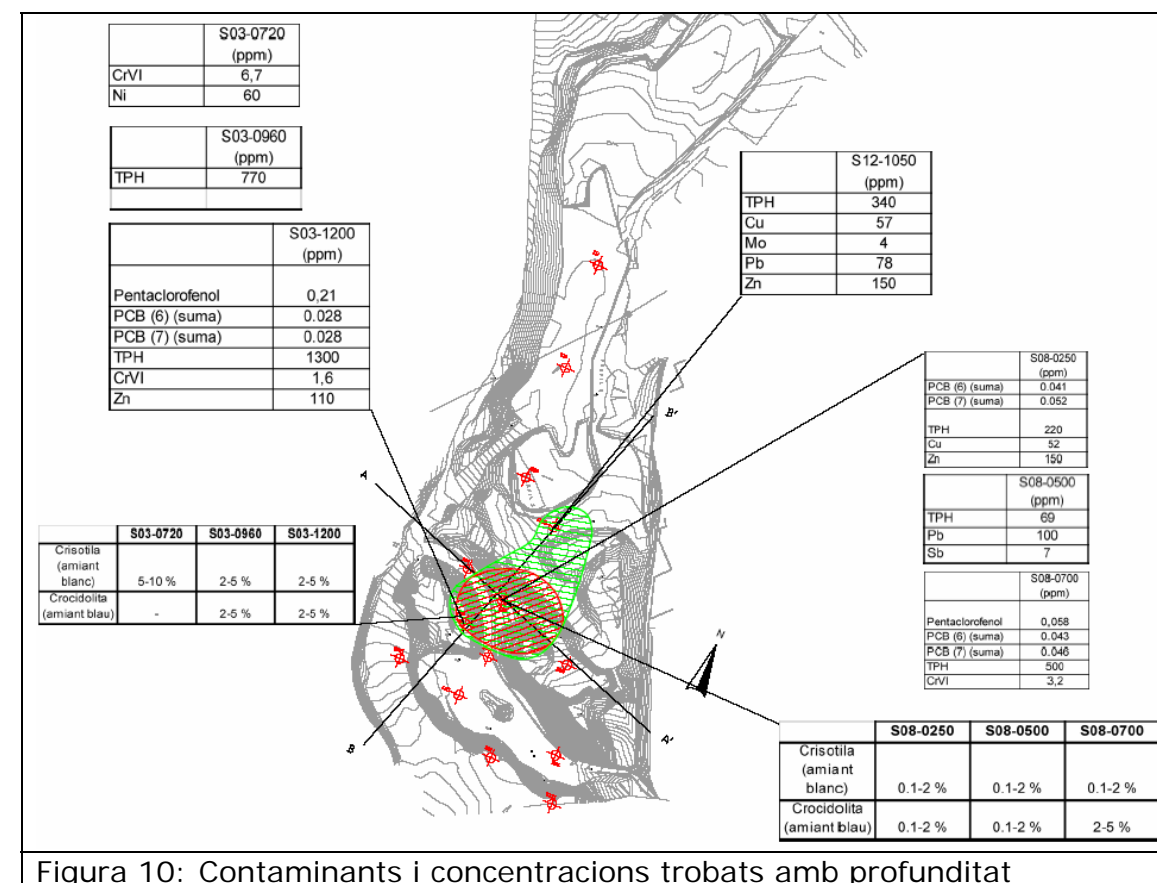 S03-0720
(ppm)
CrVI 6,7
Ni 60
S03-0960
(ppm)
TPH 770
S03-1200
(ppm)
Pentaclorofenol 0,21
PCB (6) (suma) 0.028
PCB (7) (suma) 0.028
TPH 1300
CrVI 1,6
Zn 110
S12-1050
(ppm)
TPH 340
Cu 57
Mo 4
Pb 78
Zn 150
S08-0250
(ppm)
PCB (6) (suma) 0.041
PCB (7) (suma) 0.052
TPH 220
Cu 52
Zn 150
S08-0500
(ppm)
TPH 69
Pb 100
Sb 7
S08-0700
(ppm)
Pentaclorofenol 0,058
PCB (6) (suma) 0.043
PCB (7) (suma) 0.046
TPH 500
CrVI 3,2
B'
A
S03-0720 S03-0960 S03-1200
Crisotila
(amiant
blanc) 5-10 % 2-5 % 2-5 %
Crocidolita
(amiant blau) - 2-5 % 2-5 %
N
B
A'
S08-0250 S08-0500 S08-0700
Crisotila
(amiant
blanc) 0.1-2 % 0.1-2 % 0.1-2 %
Crocidolita
(amiant blau) 0.1-2 % 0.1-2 % 2-5 %
Figura 10: Contaminants i concentracions trobats amb profunditat